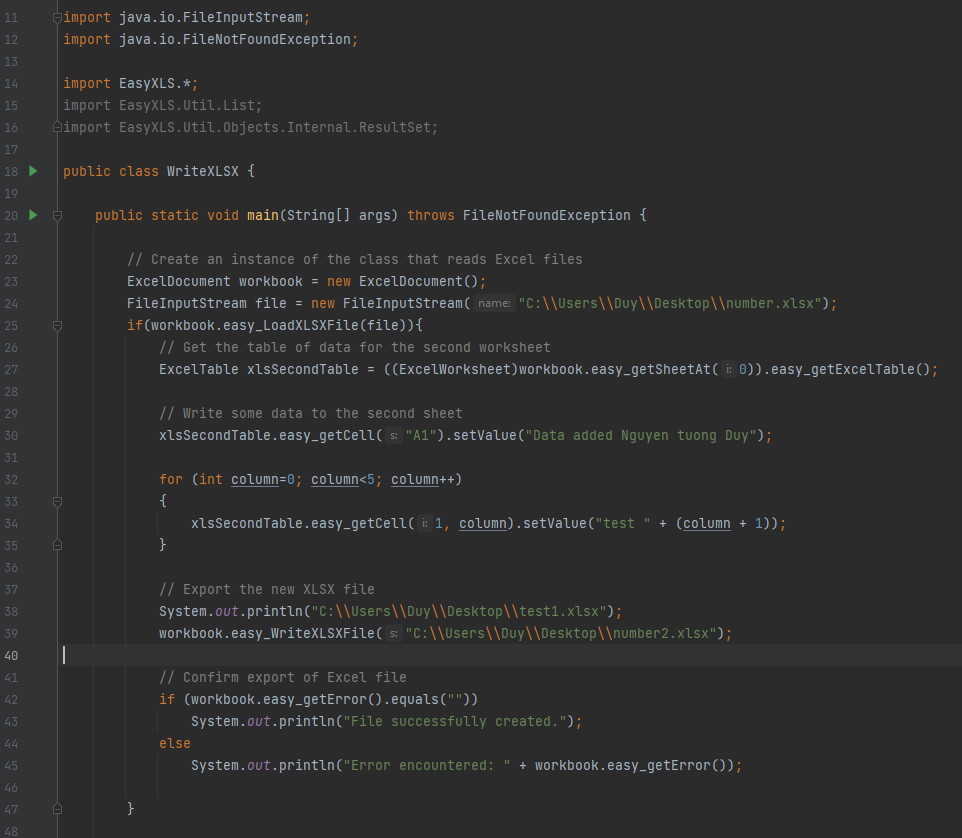 11 import java.io.FileInputStream;
12 import java.io.FileNotFoundException;
13
14 import EasyXLS.*;
15 import EasyXLS.Util.List;
16 import EasyXLS.Util.Objects.Internal.ResultSet;
17
18 public class WriteXLSX {
19
20     public static void main(String[] args) throws FileNotFoundException {
21
22         // Create an instance of the class that reads Excel files
23         ExcelDocument workbook = new ExcelDocument();
24         FileInputStream file = new FileInputStream( name: "C:\\Users\\Duy\\Desktop\\number.xlsx");
25         if(workbook.easy_LoadXLSXFile(file)){
26             // Get the table of data for the second worksheet
27             ExcelTable xlsSecondTable = ((ExcelWorksheet)workbook.easy_getSheetAt( i: 0)).easy_getExcelTable();
28
29             // Write some data to the second sheet
30             xlsSecondTable.easy_getCell( s: "A1").setValue("Data added Nguyen tuong Duy");
31
32             for (int column=0; column<5; column++)
33             {
34                 xlsSecondTable.easy_getCell( i: 1, column).setValue("test " + (column + 1));
35             }
36
37             // Export the new XLSX file
38             System.out.println("C:\\Users\\Duy\\Desktop\\test1.xlsx");
39             workbook.easy_WriteXLSXFile( s: "C:\\Users\\Duy\\Desktop\\number2.xlsx");
40
41             // Confirm export of Excel file
42             if (workbook.easy_getError().equals(""))
43                 System.out.println("File successfully created.");
44             else
45                 System.out.println("Error encountered: " + workbook.easy_getError());
46
47         }
48